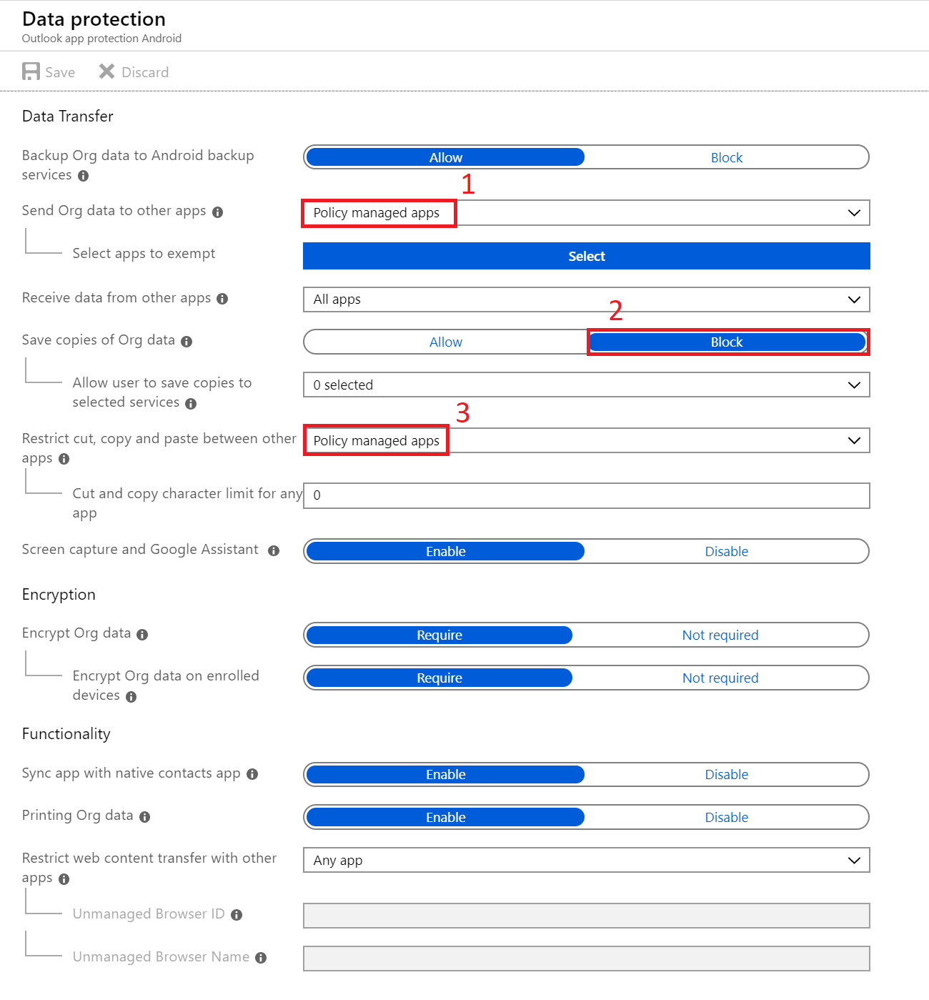 Data protection
Outlook app protection Android
Save Discard
Data Transfer
Backup Org data to Android backup
services
Allow Block
1
Send Org data to other apps
Policy managed apps
Select apps to exempt
Select
Receive data from other apps
All apps
2
Save copies of Org data
Allow Block
Allow user to save copies to
selected services
0 selected
3
Restrict cut, copy and paste between other
apps
Policy managed apps
Cut and copy character limit for any
app
0
Screen capture and Google Assistant
Enable Disable
Encryption
Encrypt Org data
Require Not required
Encrypt Org data on enrolled
devices
Require Not required
Functionality
Sync app with native contacts app
Enable Disable
Printing Org data
Enable Disable
Restrict web content transfer with other
apps
Any app
Unmanaged Browser ID
Unmanaged Browser Name